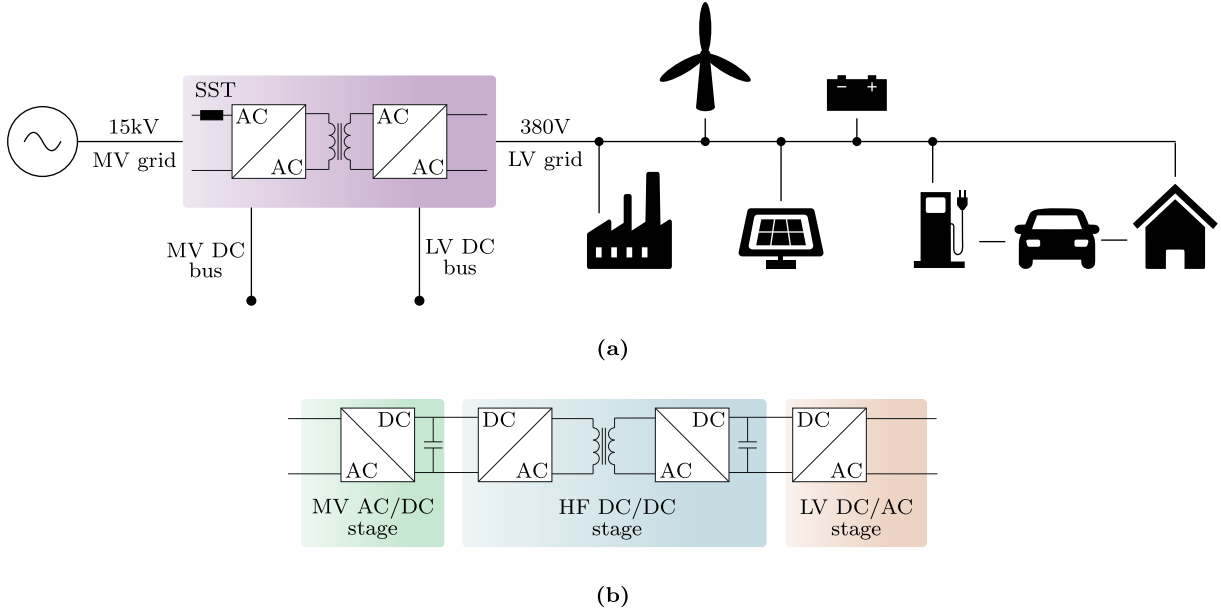 SST
AC
AC
AC
AC
15kV
MV grid
380V
LV grid
− +
MV DC
bus
LV DC
bus
(a)
DC
AC
DC
AC
DC
AC
DC
AC
MV AC/DC
stage
HF DC/DC
stage
LV DC/AC
stage
(b)